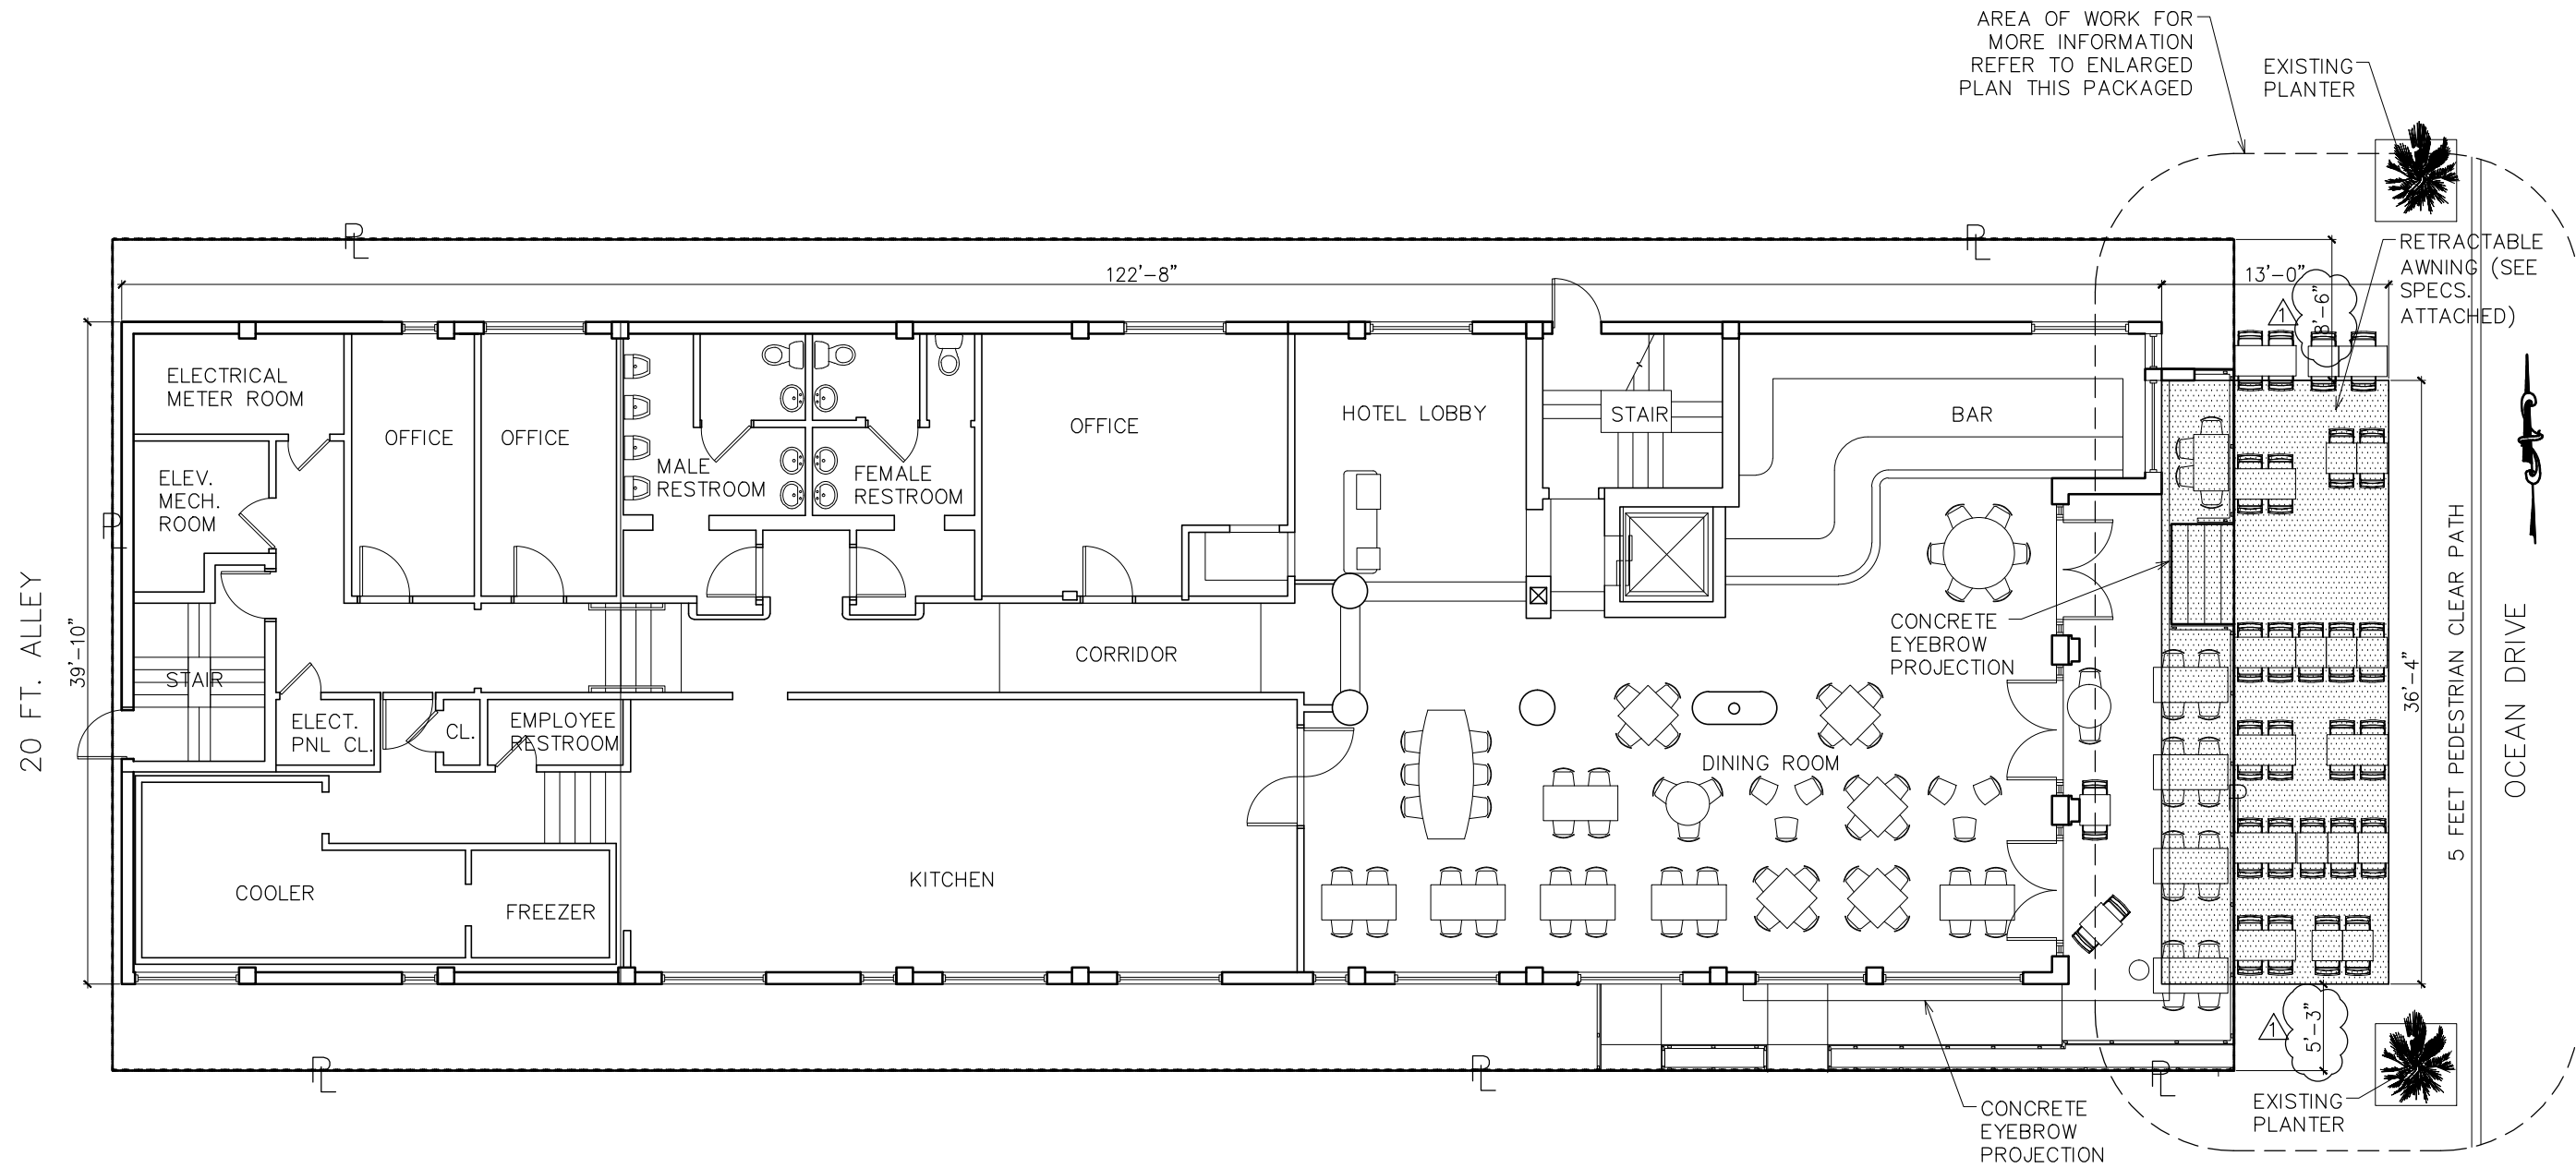 AREA OF WORK FOR
MORE INFORMATION
REFER TO ENLARGED
PLAN THIS PACKAGED
EXISTING
PLANTER
PL
PL
RETRACTABLE
AWNING (SEE
SPECS.
ATTACHED)
122'-8"
13'-0"
1
8'-6"
ELECTRICAL
METER ROOM
OFFICE
OFFICE
OFFICE
HOTEL LOBBY
STAIR
BAR
ELEV.
MECH.
ROOM
MALE
RESTROOM
FEMALE
RESTROOM
PL
20 FT. ALLEY
39'-10"
STAIR
CORRIDOR
CONCRETE
EYEBROW
PROJECTION
ELECT.
PNL CL.
CL.
EMPLOYEE
RESTROOM
DINING ROOM
COOLER
FREEZER
KITCHEN
36'-4"
5 FEET PEDESTRIAN CLEAR PATH
OCEAN DRIVE
1
5'-3"
PL
PL
PL
EXISTING
PLANTER
CONCRETE
EYEBROW
PROJECTION